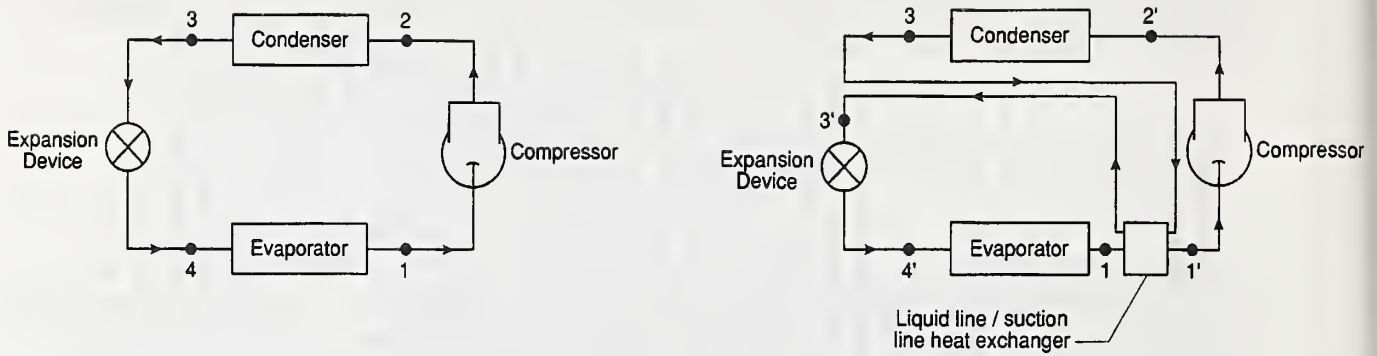 3
Condenser
2
Expansion
Device
Compressor
4
Evaporator
1
3
Condenser
2'
3'
Expansion
Device
Compressor
4'
Evaporator
1
1'
Liquid line / suction
line heat exchanger